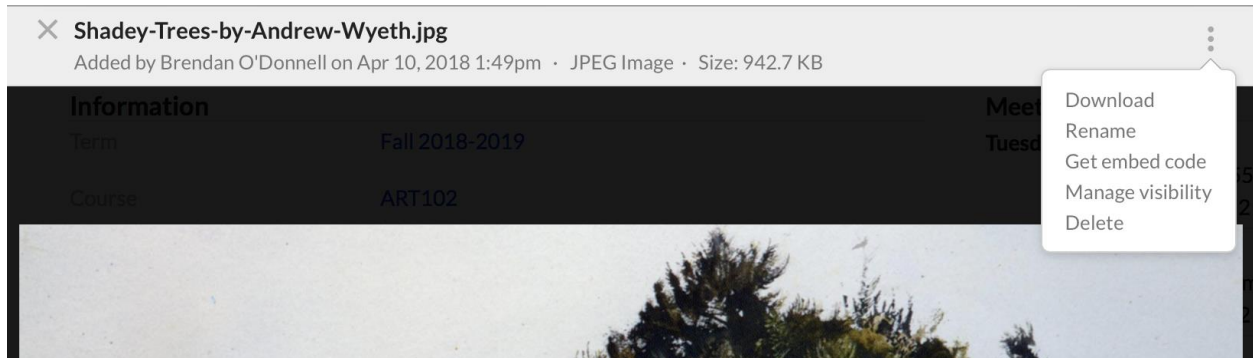 Shadey-Trees-by-Andrew-Wyeth.jpg
Added by Brendan O'Donnell on Apr 10, 2018 1:49pm · JPEG Image · Size: 942.7 KB
Download
Rename
Get embed code
Manage visibility
Delete
Information
Term
Fall 2018-2019
Course
ART102